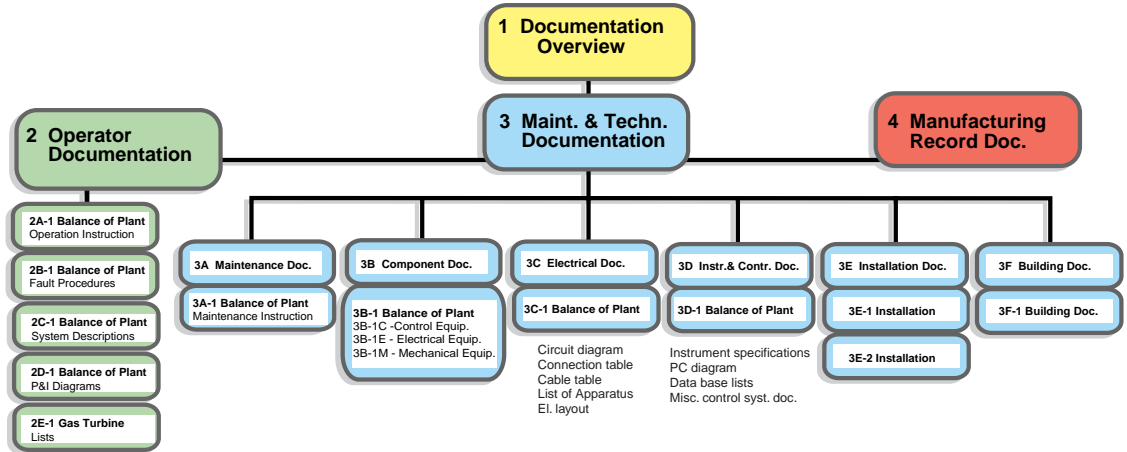 1 Documentation
Overview
2 Operator
Documentation
3 Maint. & Techn.
Documentation
4 Manufacturing
Record Doc.
2A-1 Balance of Plant
Operation Instruction
2B-1 Balance of Plant
Fault Procedures
2C-1 Balance of Plant
System Descriptions
2D-1 Balance of Plant
P&I Diagrams
2E-1 Gas Turbine
Lists
3A Maintenance Doc.
3A-1 Balance of Plant
Maintenance Instruction
3B Component Doc.
3B-1 Balance of Plant
3B-1C -Control Equip.
3B-1E - Electrical Equip.
3B-1M - Mechanical Equip.
3C Electrical Doc.
3C-1 Balance of Plant
Circuit diagram
Connection table
Cable table
List of Apparatus
El. layout
3D Instr.& Contr. Doc.
3D-1 Balance of Plant
Instrument specifications
PC diagram
Data base lists
Misc. control syst. doc.
3E Installation Doc.
3E-1 Installation
3E-2 Installation
3F Building Doc.
3F-1 Building Doc.